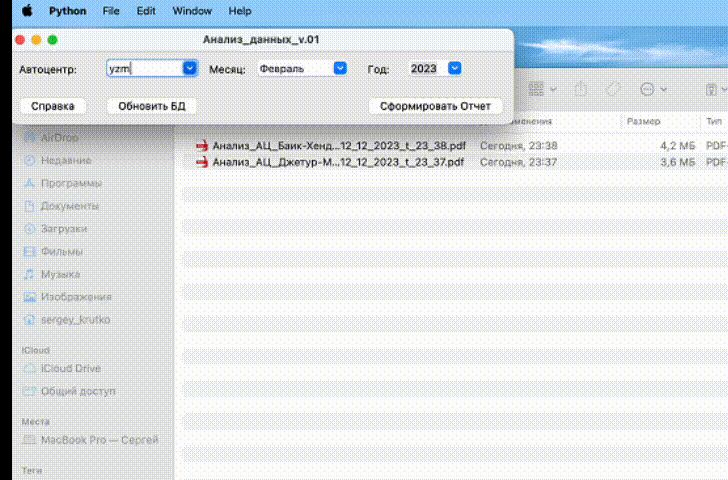 Python File Edit Window Help
Анализ_данных_v.01
Автоцентр: yzm Месяц: Февраль Год: 2023
Справка Обновить БД Сформировать Отчет
Размер Тип
AirDrop
Анализ_АЦ_Баик-Хенд...12_12_2023_t_23_38.pdf Сегодня, 23:38 4,2 МБ PDF
Недавние
Анализ_АЦ_Джетур-М...12_12_2023_t_23_37.pdf Сегодня, 23:37 3,6 МБ PDF
Программы
Документы
Загрузки
Фильмы
Музыка
Изображения
sergey_krutko
iCloud
iCloud Drive
Общий доступ
Места
MacBook Pro — Сергей
Теги